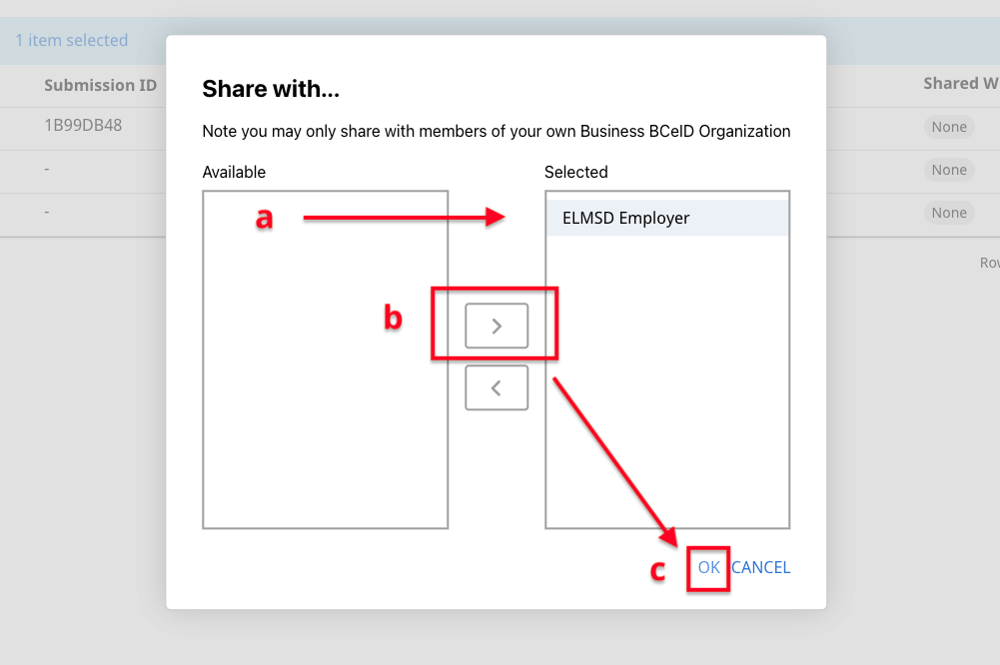 1 item selected
Share with...
Submission ID
Shared W
Note you may only share with members of your own Business BCeID Organization
1B99DB48
None
Available
Selected
-
None
a
ELMSD Employer
-
None
Row
b
>
<
c
OK
CANCEL